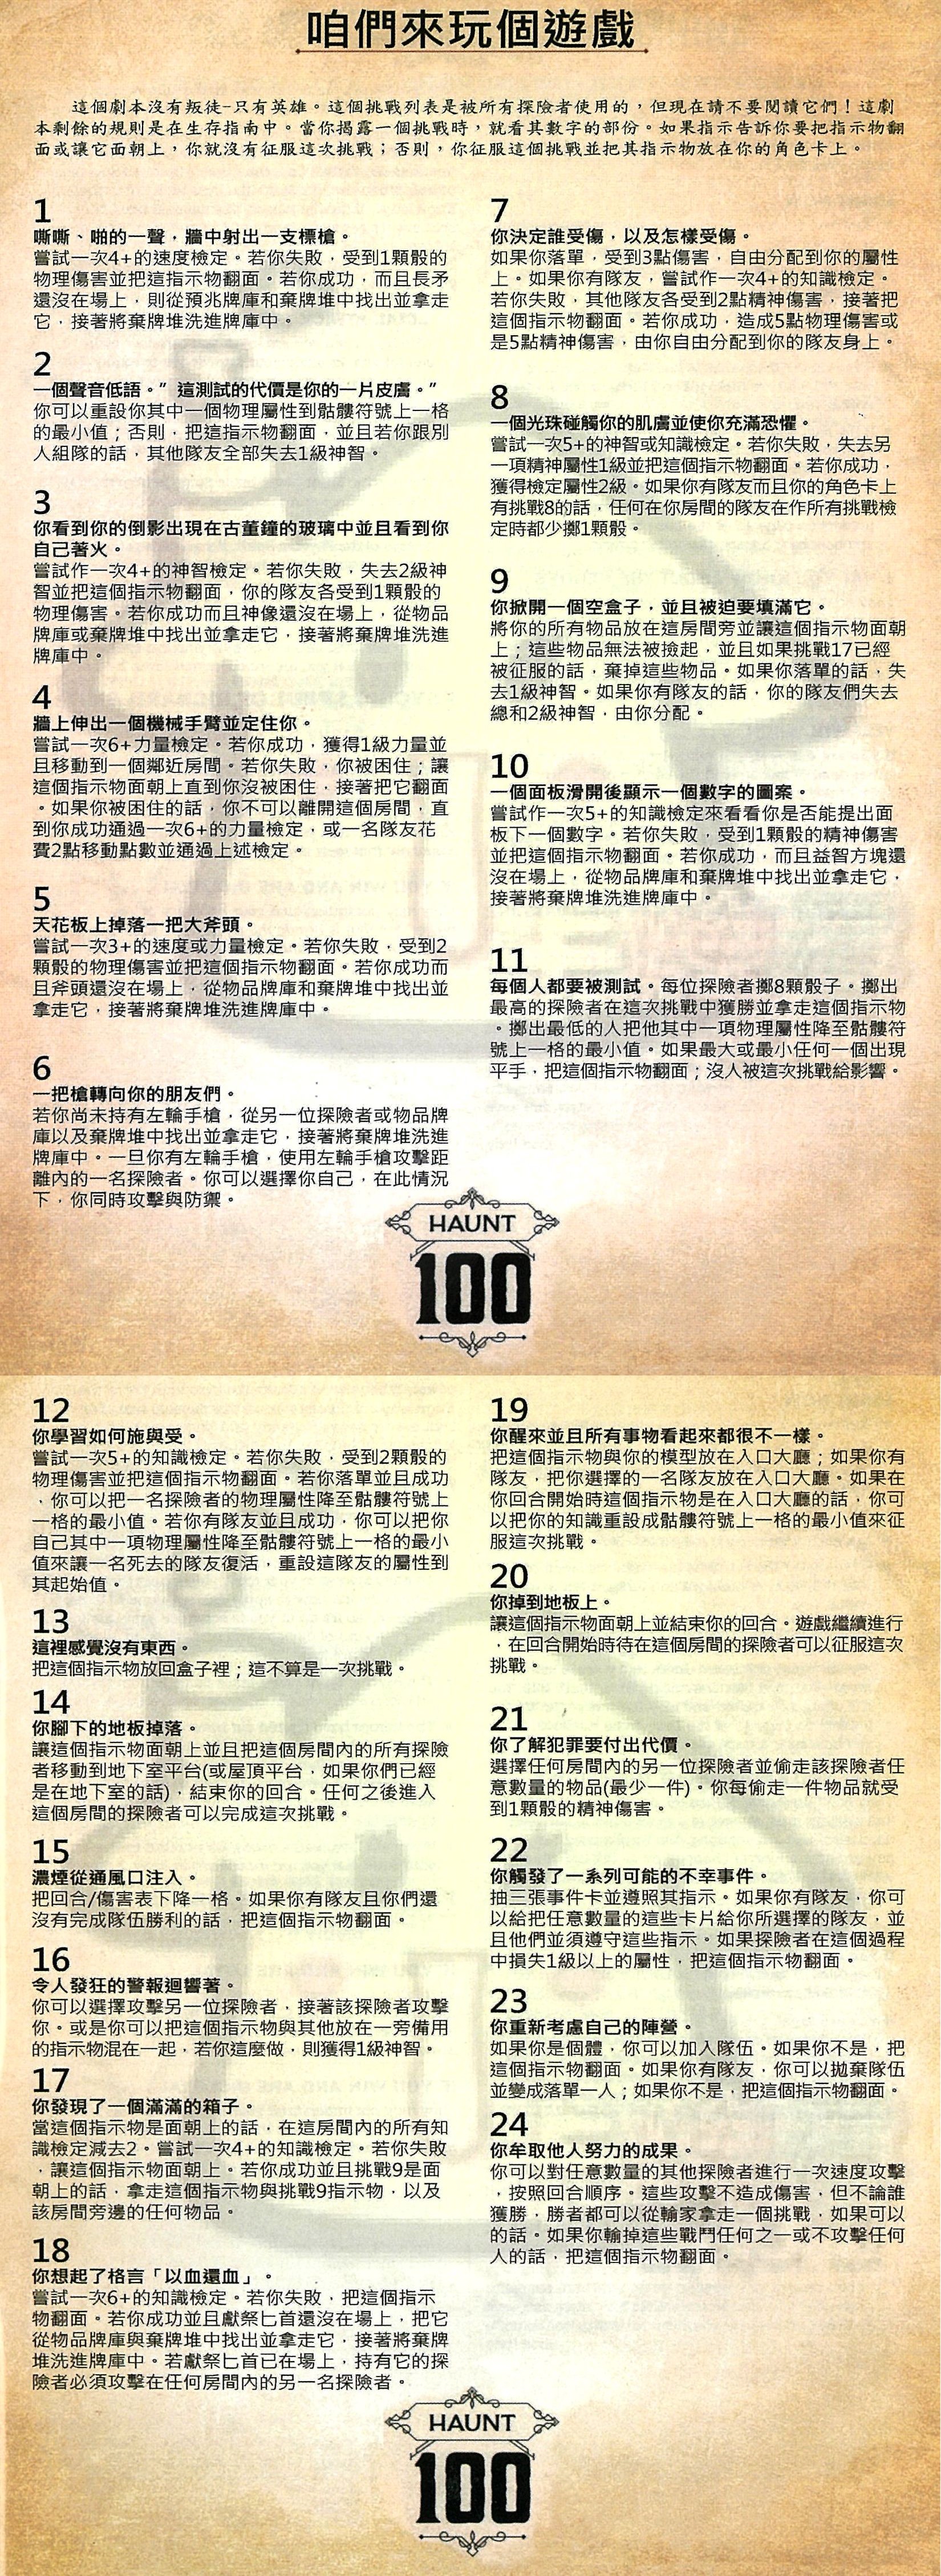 咱們來玩個遊戲
這個劇本沒有叛徒-只有英雄。這個挑戰列表是被所有探險者使用的，但現在請不要閱讀它們！這劇
本剩餘的規則是在生存指南中。當你揭露一個挑戰時，就看其數字的部份。如果指示告訴你要把指示物翻
面或讓它面朝上，你就沒有征服這次挑戰；否則，你征服這個挑戰並把其指示物放在你的角色卡上。
1
嘶嘶、啪的一聲，牆中射出一支標槍。
嘗試一次4+的速度檢定。若你失敗，受到1顆骰的
物理傷害並把這指示物翻面。若你成功，而且長矛
還沒在場上，則從預兆牌庫和棄牌堆中找出並拿走
它，接著將棄牌堆洗進牌庫中。
2
一個聲音低語。”這測試的代價是你的一片皮膚。”
你可以重設你其中一個物理屬性到骷髏符號上一格
的最小值；否則，把這指示物翻面，並且若你跟別
人組隊的話，其他隊友全部失去1級神智。
3
你看到你的倒影出現在古董鐘的玻璃中並且看到你
自己著火。
嘗試作一次4+的神智檢定。若你失敗，失去2級神
智並把這個指示物翻面，你的隊友各受到1顆骰的
物理傷害。若你成功而且神像還沒在場上，從物品
牌庫或棄牌堆中找出並拿走它，接著將棄牌堆洗進
牌庫中。
4
牆上伸出一個機械手臂並定住你。
嘗試一次6+力量檢定。若你成功，獲得1級力量並
且移動到一個鄰近房間。若你失敗，你被困住；讓
這個指示物面朝上直到你沒被困住，接著把它翻面
。如果你被困住的話，你不可以離開這個房間，直
到你成功通過一次6+的力量檢定，或一名隊友花
費2點移動點數並通過上述檢定。
5
天花板上掉落一把大斧頭。
嘗試一次3+的速度或力量檢定。若你失敗，受到2
顆骰的物理傷害並把這個指示物翻面。若你成功而
且斧頭還沒在場上，從物品牌庫和棄牌堆中找出並
拿走它，接著將棄牌堆洗進牌庫中。
6
一把槍轉向你的朋友們。
若你尚未持有左輪手槍，從另一位探險者或物品牌
庫以及棄牌堆中找出並拿走它，接著將棄牌堆洗進
牌庫中。一旦你有左輪手槍，使用左輪手槍攻擊距
離內的一名探險者。你可以選擇你自己，在此情況
下，你同時攻擊與防禦。
7
你決定誰受傷，以及怎樣受傷。
如果你落單，受到3點傷害，自由分配到你的屬性
上。如果你有隊友，嘗試作一次4+的知識檢定。
若你失敗，其他隊友各受到2點精神傷害，接著把
這個指示物翻面。若你成功，造成5點物理傷害或
是5點精神傷害，由你自由分配到你的隊友身上。
8
一個光珠碰觸你的肌膚並使你充滿恐懼。
嘗試一次5+的神智或知識檢定。若你失敗，失去另
一項精神屬性1級並把這個指示物翻面。若你成功，
獲得檢定屬性2級。如果你有隊友而且你的角色卡上
有挑戰8的話，任何在你房間的隊友在作所有挑戰檢
定時都少擲1顆骰。
9
你掀開一個空盒子，並且被迫要填滿它。
將你的所有物品放在這房間旁並讓這個指示物面朝
上；這些物品無法被撿起，並且如果挑戰17已經
被征服的話，棄掉這些物品。如果你落單的話，失
去1級神智。如果你有隊友的話，你的隊友們失去
總和2級神智，由你分配。
10
一個面板滑開後顯示一個數字的圖案。
嘗試作一次5+的知識檢定來看看你是否能提出面
板下一個數字。若你失敗，受到1顆骰的精神傷害
並把這個指示物翻面。若你成功，而且益智方塊還
沒在場上，從物品牌庫和棄牌堆中找出並拿走它，
接著將棄牌堆洗進牌庫中。
11
每個人都要被測試。每位探險者擲8顆骰子。擲出
最高的探險者在這次挑戰中獲勝並拿走這個指示物
。擲出最低的人把他其中一項物理屬性降至骷髏符
號上一格的最小值。如果最大或最小任何一個出現
平手，把這個指示物翻面；沒人被這次挑戰給影響。
HAUNT
100
12
你學習如何施與受。
嘗試一次5+的知識檢定。若你失敗，受到2顆骰的
物理傷害並把這個指示物翻面。若你落單並且成功
，你可以把一名探險者的物理屬性降至骷髏符號上
一格的最小值。若你有隊友並且成功，你可以把你
自己其中一項物理屬性降至骷髏符號上一格的最小
值來讓一名死去的隊友復活，重設這隊友的屬性到
其起始值。
13
這裡感覺沒有東西。
把這個指示物放回盒子裡；這不算是一次挑戰。
14
你腳下的地板掉落。
讓這個指示物面朝上並且把這個房間內的所有探險
者移動到地下室平台(或屋頂平台，如果你們已經
是在地下室的話)，結束你的回合。任何之後進入
這個房間的探險者可以完成這次挑戰。
15
濃煙從通風口注入。
把回合/傷害表下降一格。如果你有隊友且你們還
沒有完成隊伍勝利的話，把這個指示物翻面。
16
令人發狂的警報迴響著。
你可以選擇攻擊另一位探險者，接著該探險者攻擊
你。或是你可以把這個指示物與其他放在一旁備用
的指示物混在一起，若你這麼做，則獲得1級神智。
17
你發現了一個滿滿的箱子。
當這個指示物是面朝上的話，在這房間內的所有知
識檢定減去2。嘗試一次4+的知識檢定。若你失敗
，讓這個指示物面朝上。若你成功並且挑戰9是面
朝上的話，拿走這個指示物與挑戰9指示物，以及
該房間旁邊的任何物品。
18
你想起了格言「以血還血」。
嘗試一次6+的知識檢定。若你失敗，把這個指示
物翻面。若你成功並且獻祭匕首還沒在場上，把它
從物品牌庫與棄牌堆中找出並拿走它，接著將棄牌
堆洗進牌庫中。若獻祭匕首已在場上，持有它的探
險者必須攻擊在任何房間內的另一名探險者。
19
你醒來並且所有事物看起來都很不一樣。
把這個指示物與你的模型放在入口大廳；如果你有
隊友，把你選擇的一名隊友放在入口大廳。如果在
你回合開始時這個指示物是在入口大廳的話，你可
以把你的知識重設成骷髏符號上一格的最小值來征
服這次挑戰。
20
你掉到地板上。
讓這個指示物面朝上並結束你的回合。遊戲繼續進行
，在回合開始時待在這個房間的探險者可以征服這次
挑戰。
21
你了解犯罪要付出代價。
選擇任何房間內的另一位探險者並偷走該探險者任
意數量的物品(最少一件)。你每偷走一件物品就受
到1顆骰的精神傷害。
22
你觸發了一系列可能的不幸事件。
抽三張事件卡並遵照其指示。如果你有隊友，你可
以給把任意數量的這些卡片給你所選擇的隊友，並
且他們並須遵守這些指示。如果探險者在這個過程
中損失1級以上的屬性，把這個指示物翻面。
23
你重新考慮自己的陣營。
如果你是個體，你可以加入隊伍。如果你不是，把
這個指示物翻面。如果你有隊友，你可以拋棄隊伍
並變成落單一人；如果你不是，把這個指示物翻面。
24
你牟取他人努力的成果。
你可以對任意數量的其他探險者進行一次速度攻擊
，按照回合順序。這些攻擊不造成傷害，但不論誰
獲勝，勝者都可以從輸家拿走一個挑戰，如果可以
的話。如果你輸掉這些戰鬥任何之一或不攻擊任何
人的話，把這個指示物翻面。
HAUNT
100